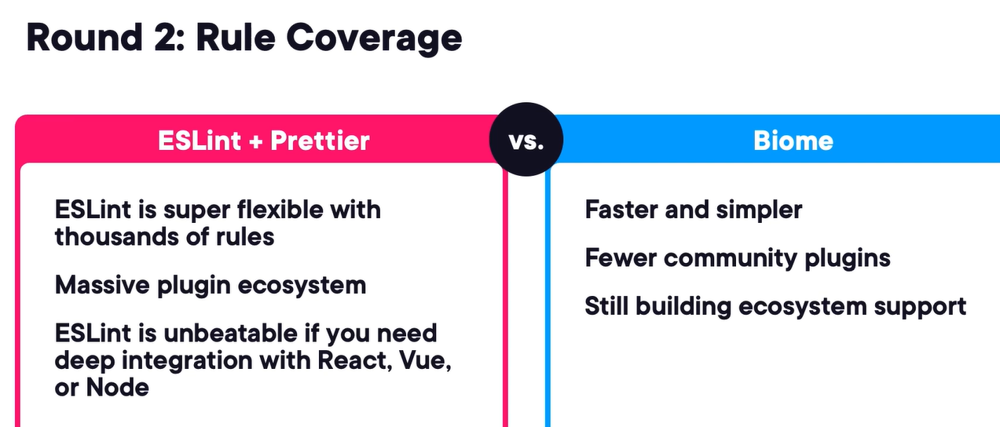 Round 2: Rule Coverage
ESLint + Prettier
vs.
Biome
ESLint is super flexible with
thousands of rules
Massive plugin ecosystem
ESLint is unbeatable if you need
deep integration with React, Vue,
or Node
Faster and simpler
Fewer community plugins
Still building ecosystem support